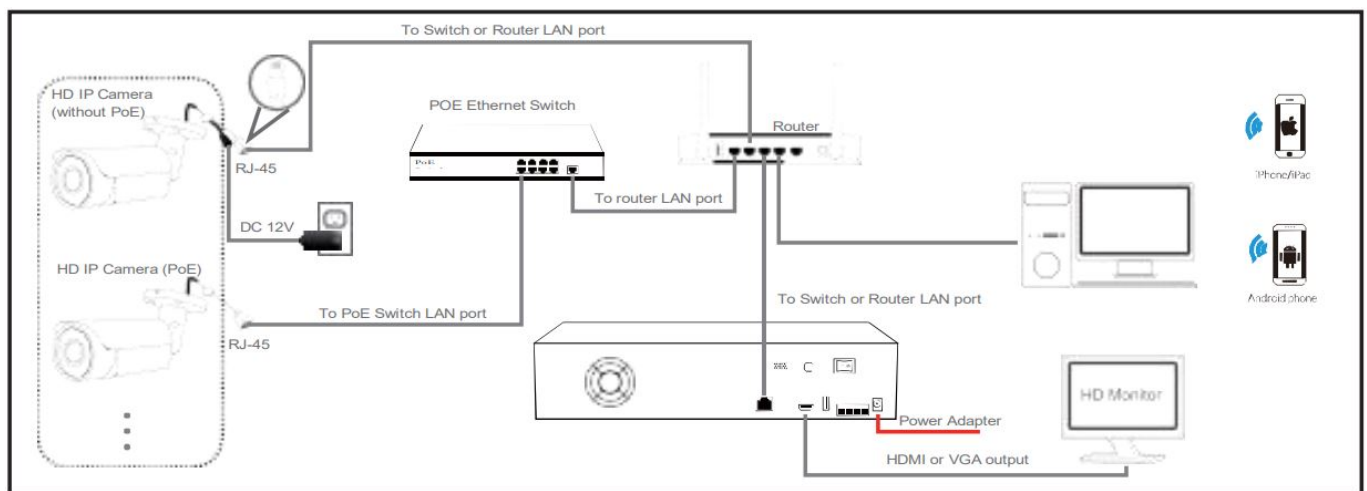 To Switch or Router LAN port
HD IP Camera
(without PoE)
POE Ethernet Switch
Router
PoE
RJ-45
iPhone/iPac
To router LAN port
DC 12V
HD IP Camera (PoE)
To Switch or Router LAN port
Android phone
To PoE Switch LAN port
RJ-45
HD Monitor
Power Adapter
HDMI or VGA output